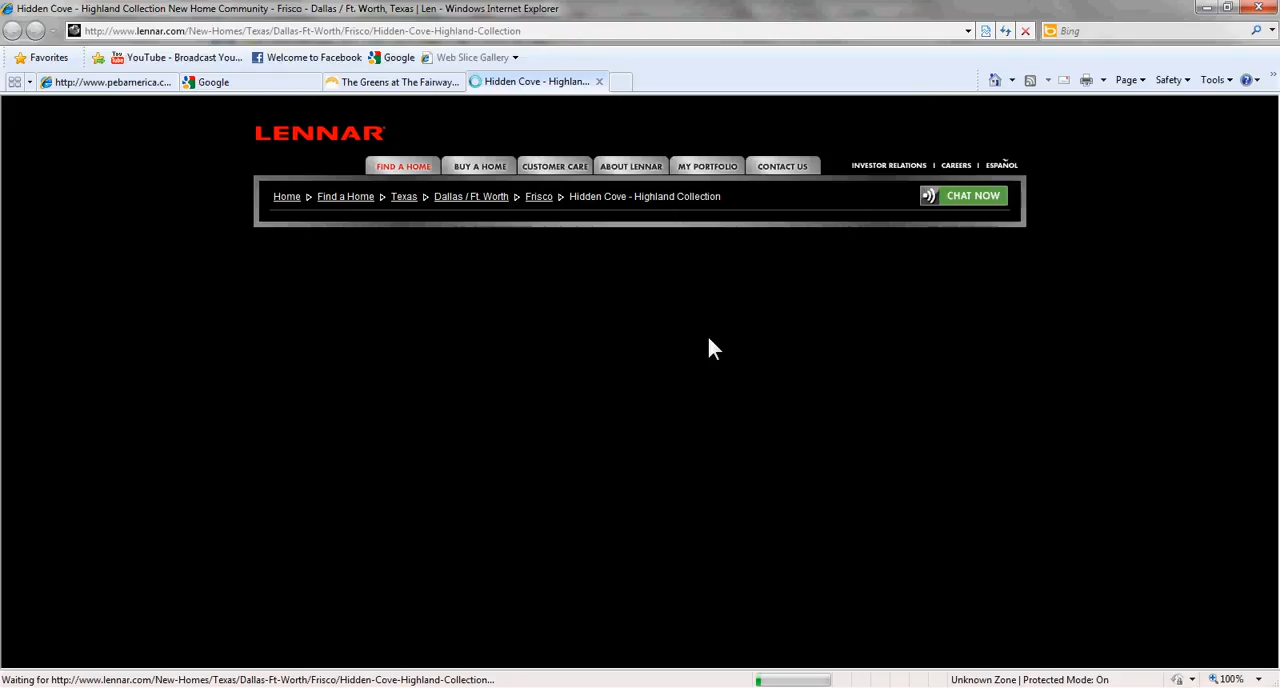 Hidden Cove - Highland Collection New Home Community - Frisco - Dallas / Ft. Worth, Texas | Len - Windows Internet Explorer
http://www.lennar.com/New-Homes/Texas/Dallas-Ft-Worth/Frisco/Hidden-Cove-Highland-Collection
Bing
Favorites YouTube - Broadcast You... Welcome to Facebook Google Web Slice Gallery
http://www.pebamerica.c... Google The Greens at The Fairway... Hidden Cove - Highlan... Page Safety Tools
LENNAR
FIND A HOME BUY A HOME CUSTOMER CARE ABOUT LENNAR MY PORTFOLIO CONTACT US INVESTOR RELATIONS | CAREERS | ESPAÑOL
Home Find a Home Texas Dallas / Ft. Worth Frisco Hidden Cove - Highland Collection CHAT NOW
Waiting for http://www.lennar.com/New-Homes/Texas/Dallas-Ft-Worth/Frisco/Hidden-Cove-Highland-Collection... Unknown Zone | Protected Mode: On 100%